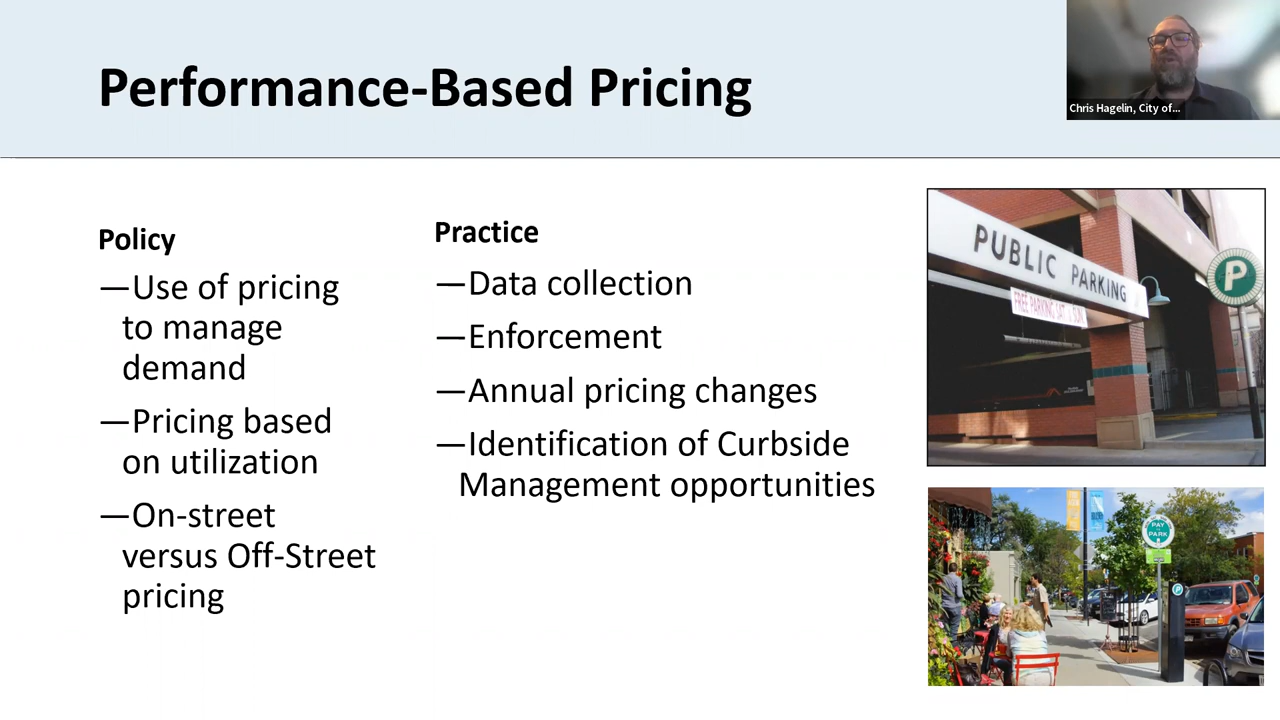 Performance-Based Pricing
Chris Hagelin, City of...
Policy
—Use of pricing
to manage
demand
—Pricing based
on utilization
—On-street
versus Off-Street
pricing
Practice
—Data collection
—Enforcement
—Annual pricing changes
—Identification of Curbside
Management opportunities
PUBLIC PARKING
FREE PARKING SAT & SUN
P
PAY
PARK
P